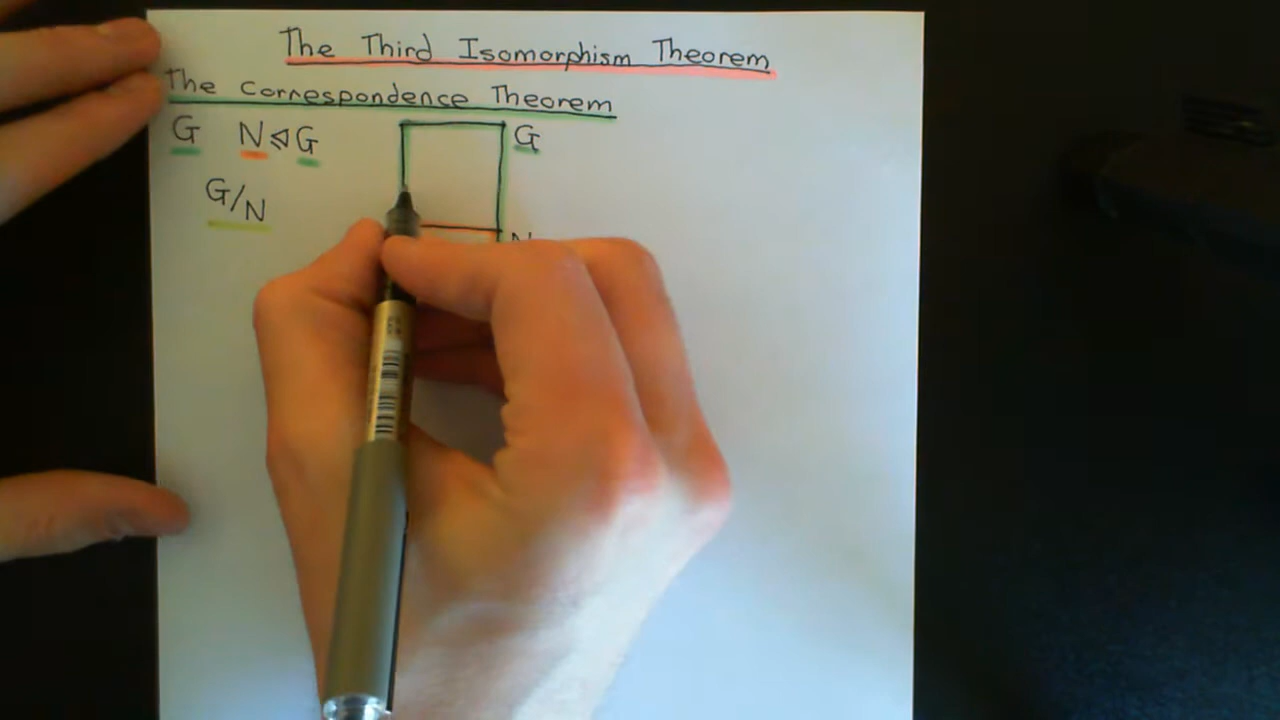 The Third Isomorphism Theorem
The Correspondence Theorem
G N⊲G G
G/N
N